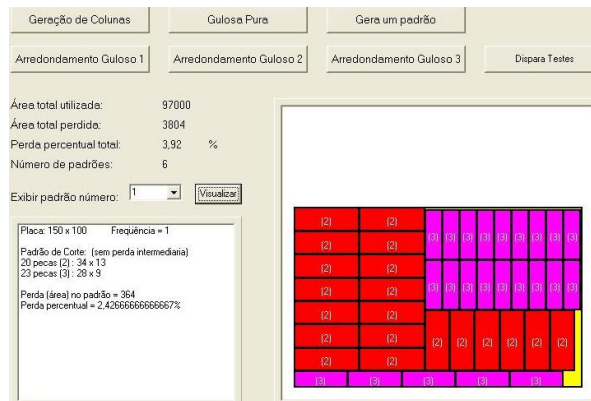 Geração de Colunas
Gulosa Pura
Gera um padrão
Arredondamento Guloso 1
Arredondamento Guloso 2
Arredondamento Guloso 3
Dispara Testes
Área total utilizada: 97000
Área total perdida: 3804
Perda percentual total: 3,92 %
Número de padrões: 6
Exibir padrão número: 1 Visualizar
Placa: 150 x 100 Freqüência = 1
Padrão de Corte: (sem perda intermediaria)
20 pecas (2) : 34 x 13
23 pecas (3) : 28 x 9
Perda (área) no padrão = 364
Perda percentual = 2,42666666666667%
(2) (2)
(2) (2) (3) (3) (3) (3) (3) (3) (3) (3) (3)
(2) (2)
(2) (2) (3) (3) (3) (3) (3) (3) (3) (3) (3)
(2) (2)
(2) (2) (2) (2) (2) (2) (2) (2)
(2) (2)
(3) (3) (3) (3) (3)